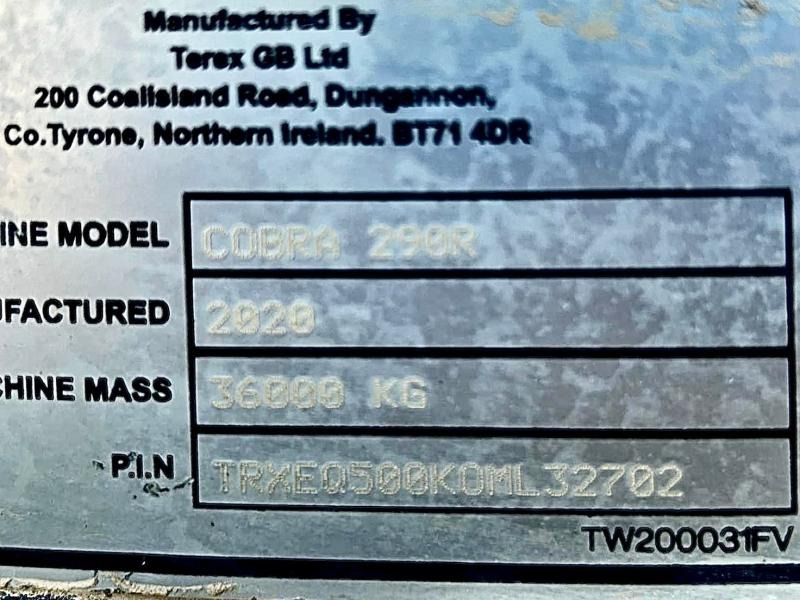 Manufactured By
Terex GB Ltd
200 Coalisland Road, Dungannon,
Co.Tyrone, Northern Ireland. BT71 4DR
INE MODEL COBRA 290R
UFACTURED 2020
CHINE MASS 36000 KG
P.I.N TRXEQ500KOML32702
TW200031FV